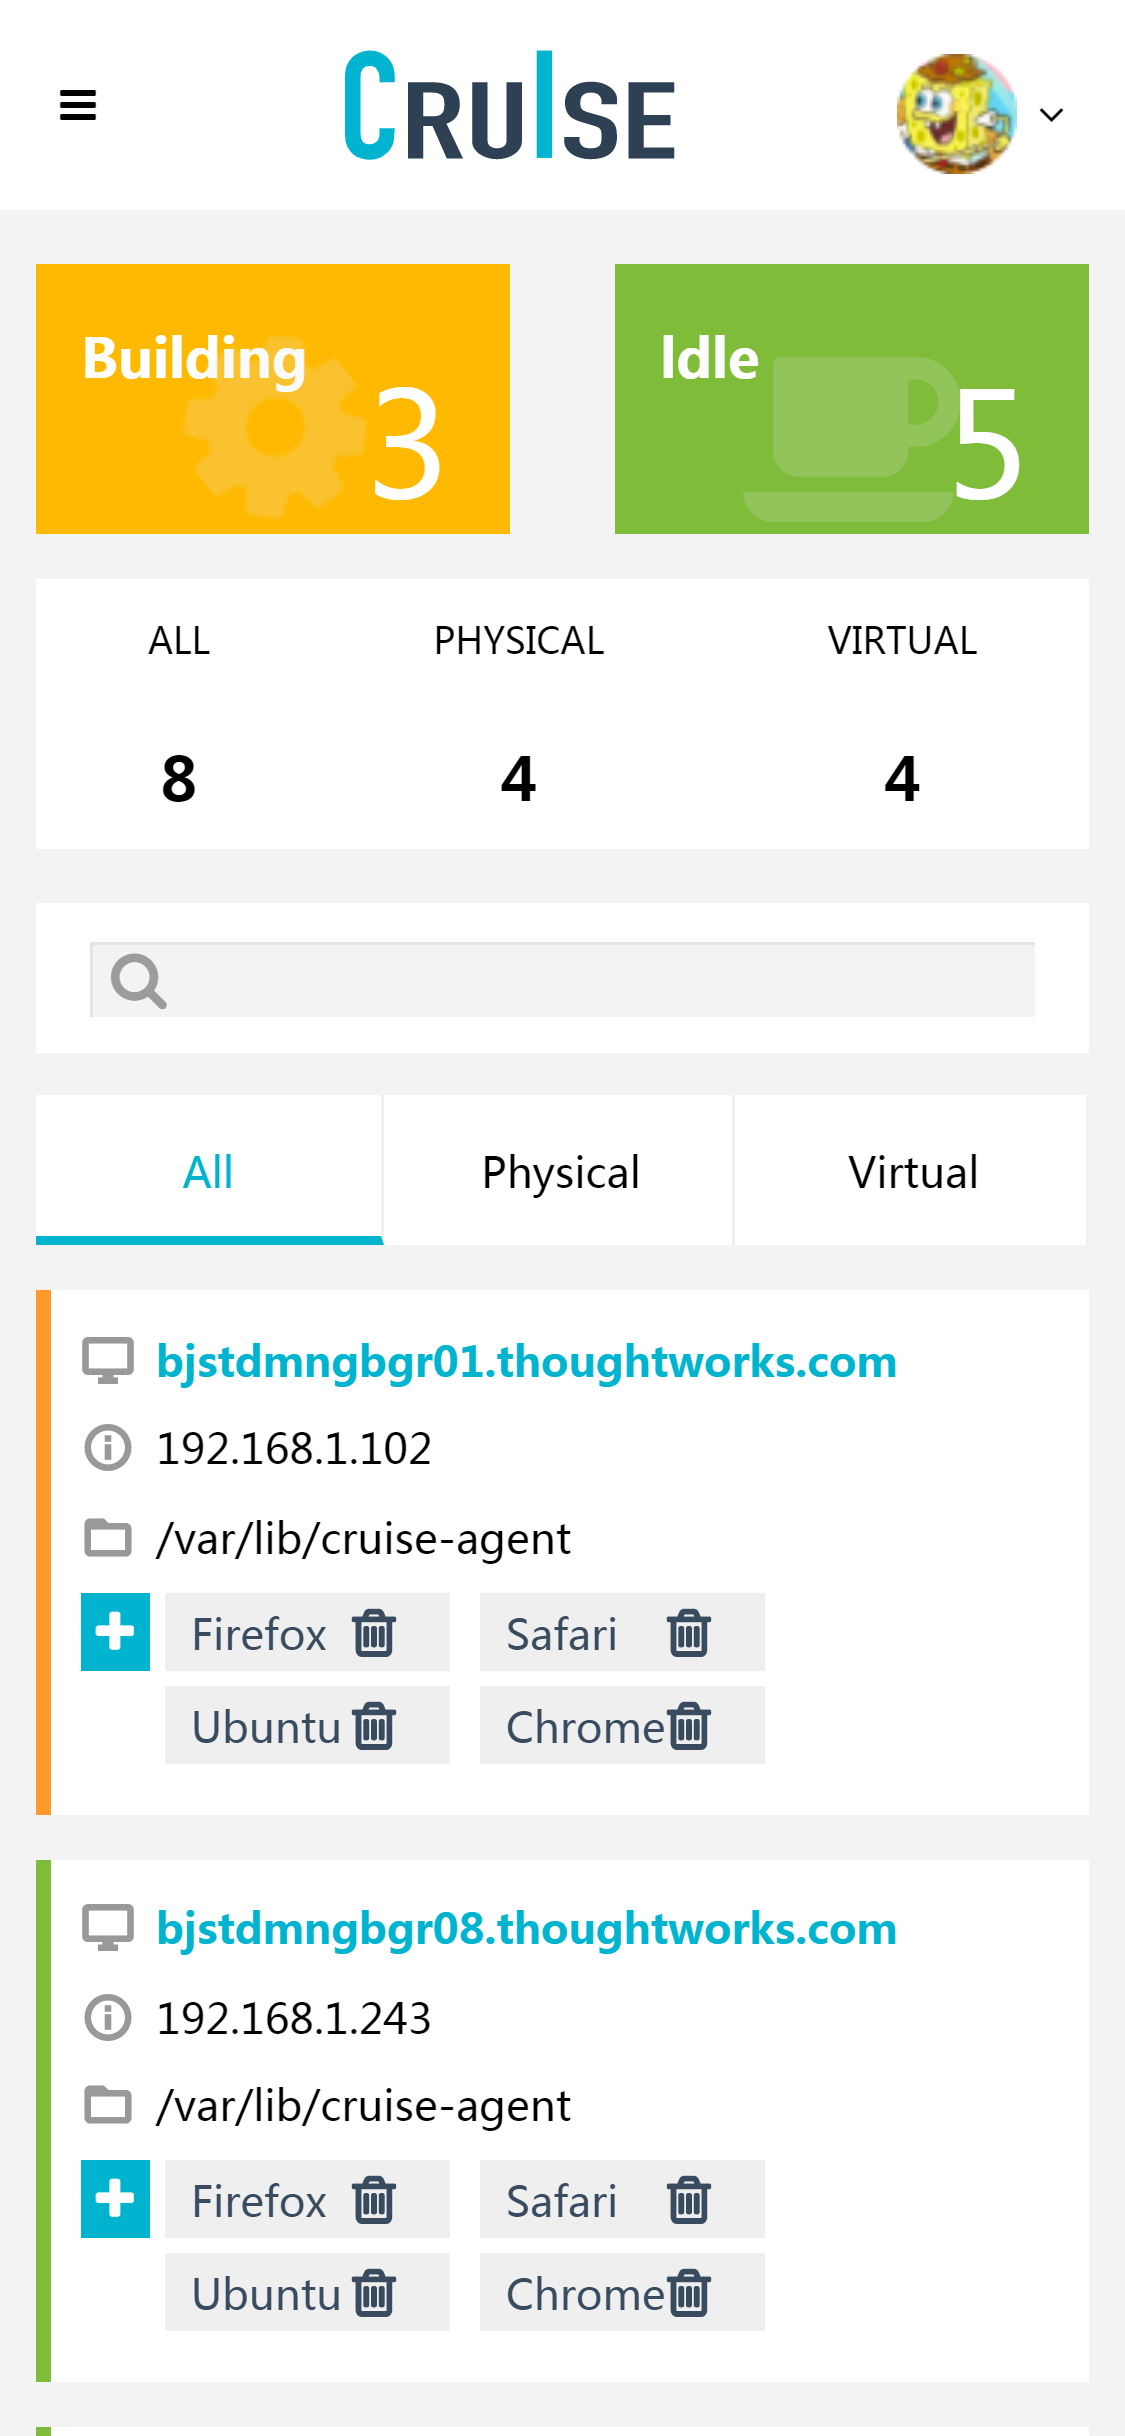 CRUISE
Building
3
Idle
5
ALL PHYSICAL VIRTUAL
8 4 4
All Physical Virtual
bjstdmngbgr01.thoughtworks.com
192.168.1.102
/var/lib/cruise-agent
Firefox Safari
Ubuntu Chrome
bjstdmngbgr08.thoughtworks.com
192.168.1.243
/var/lib/cruise-agent
Firefox Safari
Ubuntu Chrome